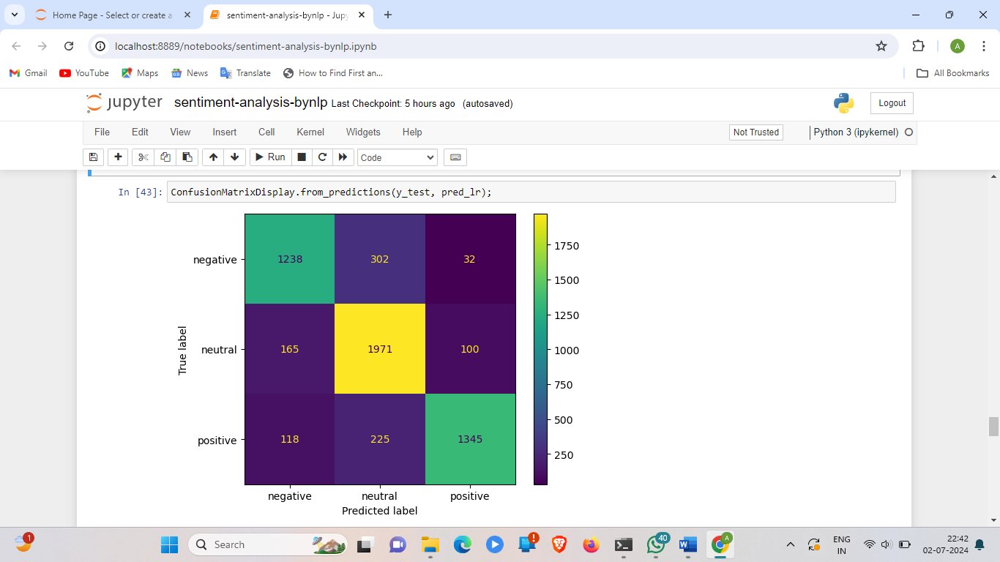 Home Page - Select or create a
sentiment-analysis-bynlp - Jupy
localhost:8889/notebooks/sentiment-analysis-bynlp.ipynb
A
Gmail
YouTube
Maps
News
Translate
How to Find First an...
All Bookmarks
jupyter
sentiment-analysis-bynlp Last Checkpoint: 5 hours ago (autosaved)
Logout
File Edit View Insert Cell Kernel Widgets Help
Not Trusted
Python 3 (ipykernel)
Run
Code
In [43]: ConfusionMatrixDisplay.from_predictions(y_test, pred_lr);
negative 1238 302 32
neutral 165 1971 100
positive 118 225 1345
True label
negative neutral positive
Predicted label
1750
1500
1250
1000
750
500
250
1
Search
40
A
ENG
IN
22:42
02-07-2024